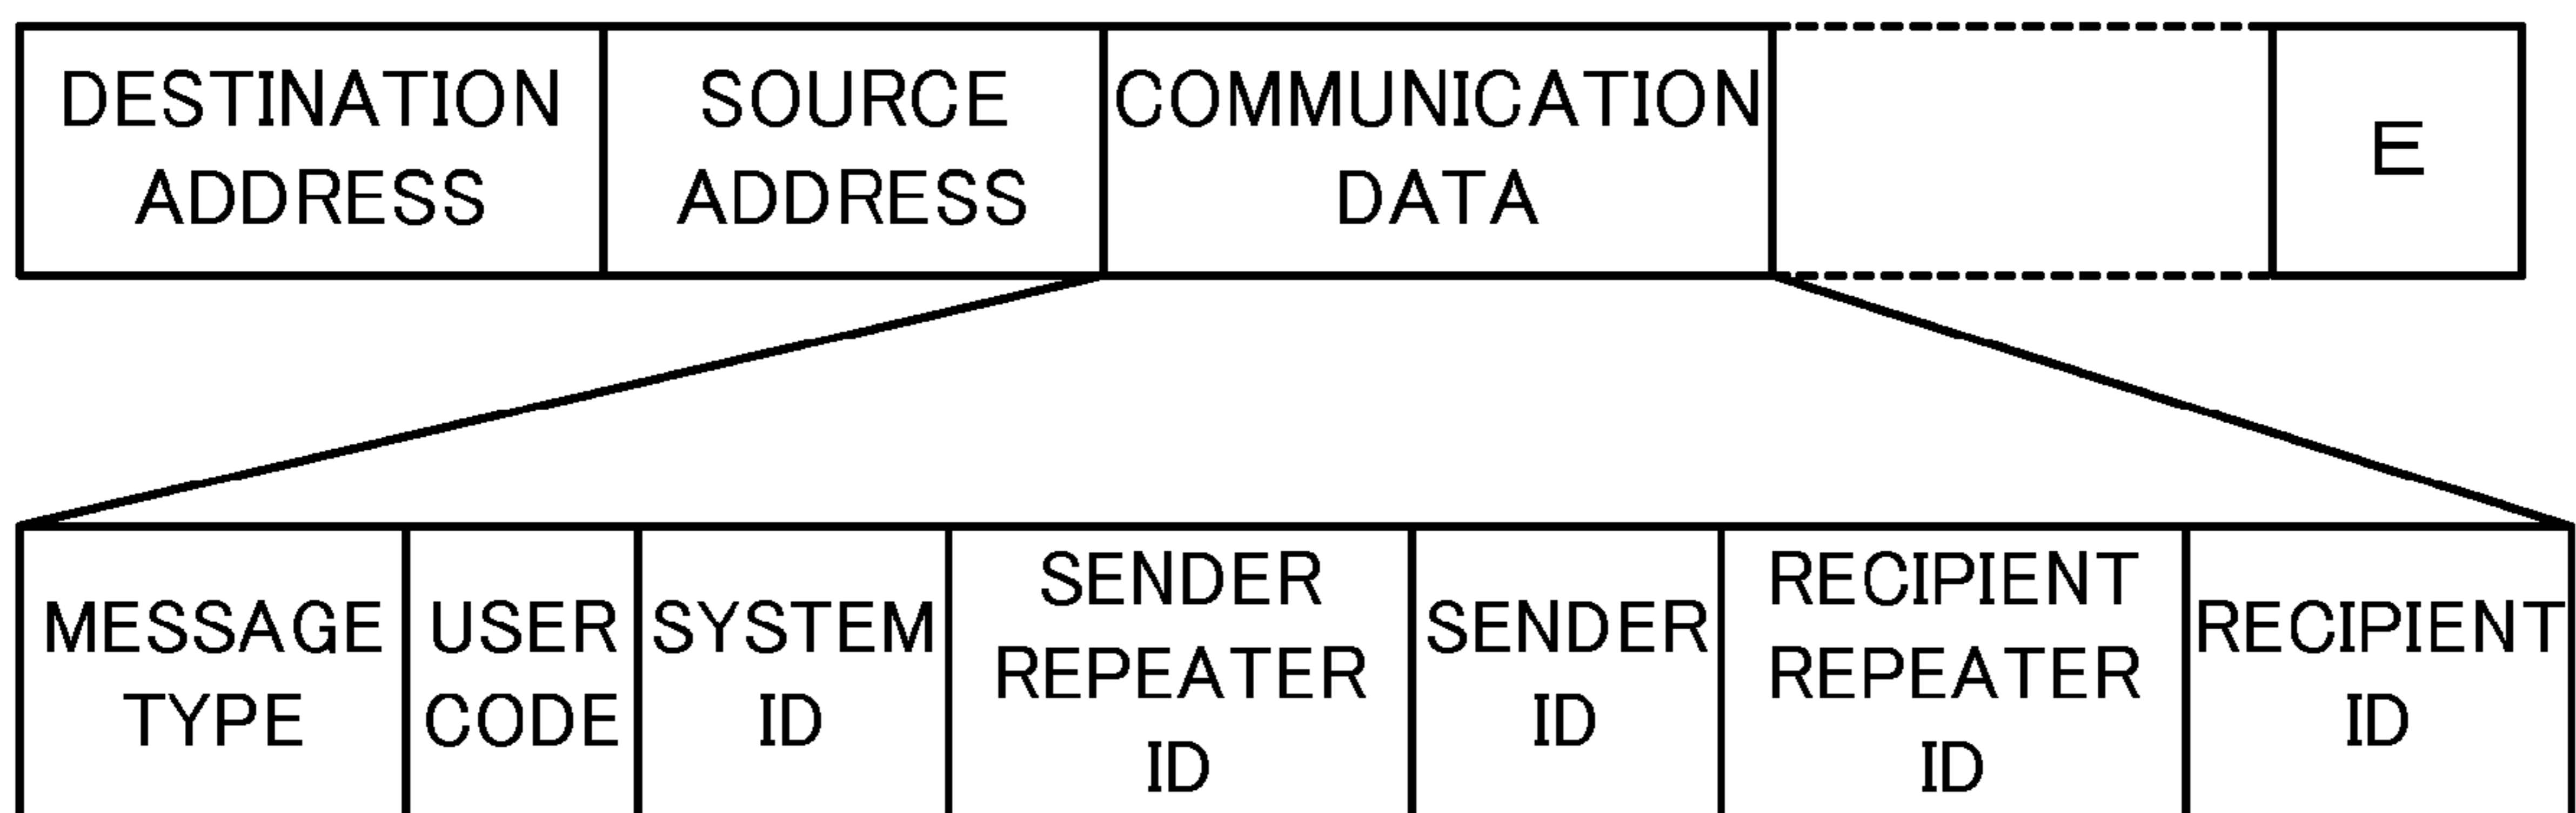 DESTINATION
ADDRESS
SOURCE
ADDRESS
COMMUNICATION
DATA
E
MESSAGE
TYPE
USER
CODE
SYSTEM
ID
SENDER
REPEATER
ID
SENDER
ID
RECIPIENT
REPEATER
ID
RECIPIENT
ID